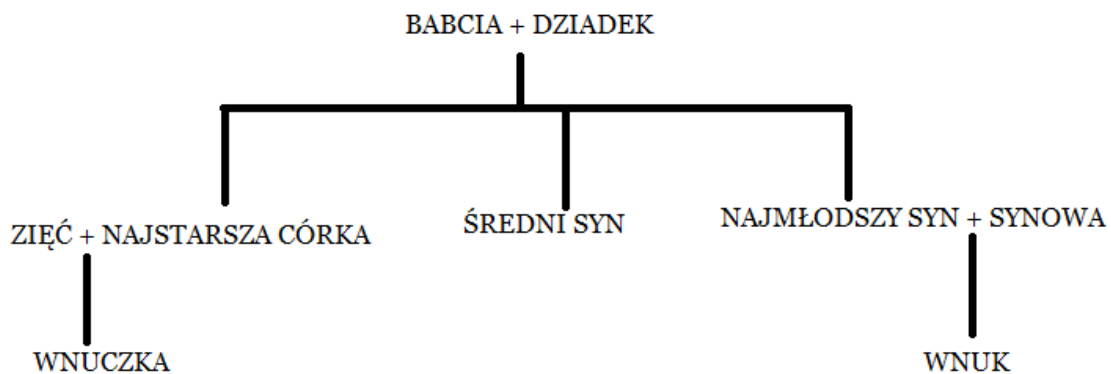 BABCIA + DZIADEK
ZIĘĆ + NAJSTARSZA CÓRKA
ŚREDNI SYN
NAJMŁODSZY SYN + SYNOWA
WNUCZKA
WNUK